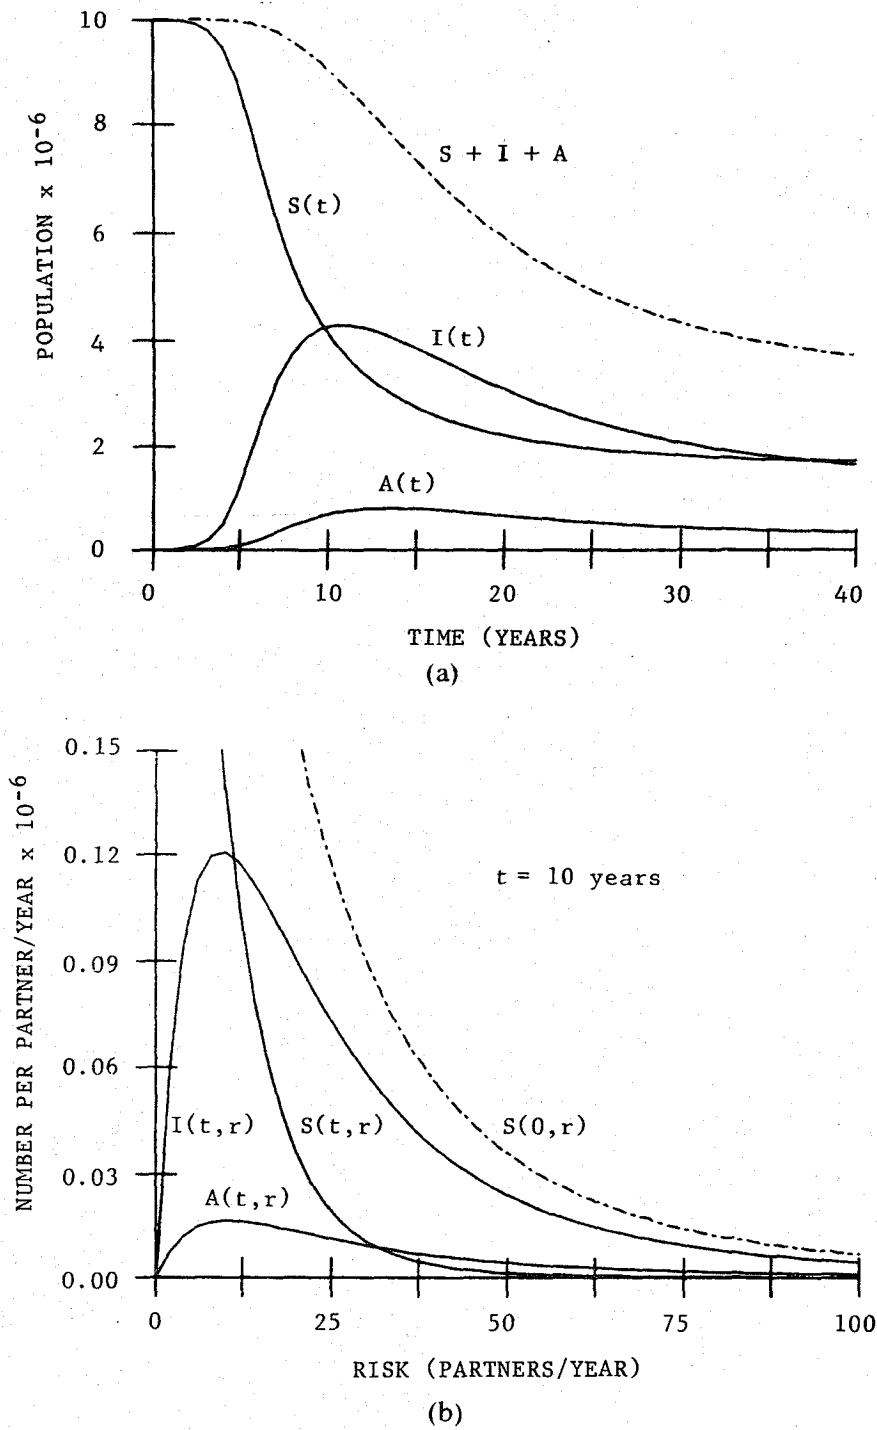 10
8
6
4
2
0
POPULATION x 10-6
S + I + A
S(t)
I(t)
A(t)
0 10 20 30 40
TIME (YEARS)
(a)
0.15
0.12
0.09
0.06
0.03
0.00
NUMBER PER PARTNER/YEAR x 10-6
t = 10 years
I(t,r) S(t,r) S(0,r)
A(t,r)
0 25 50 75 100
RISK (PARTNERS/YEAR)
(b)